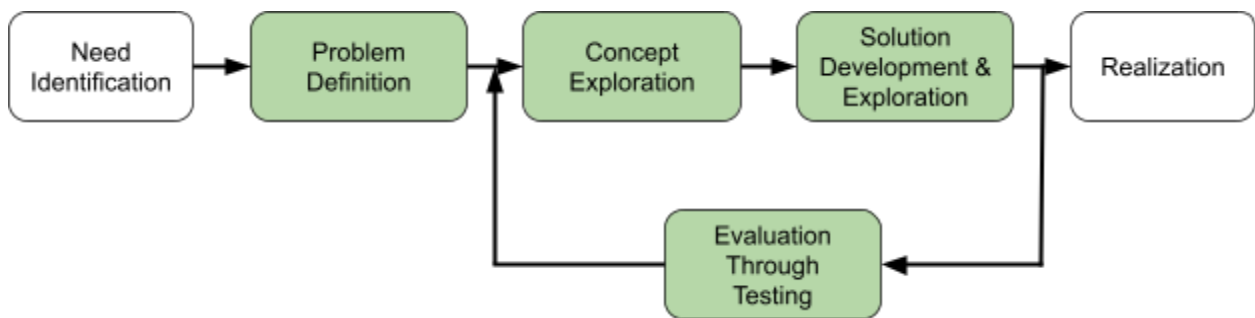 Need
Identification
Problem
Definition
Concept
Exploration
Solution
Development &
Exploration
Realization
Evaluation
Through
Testing